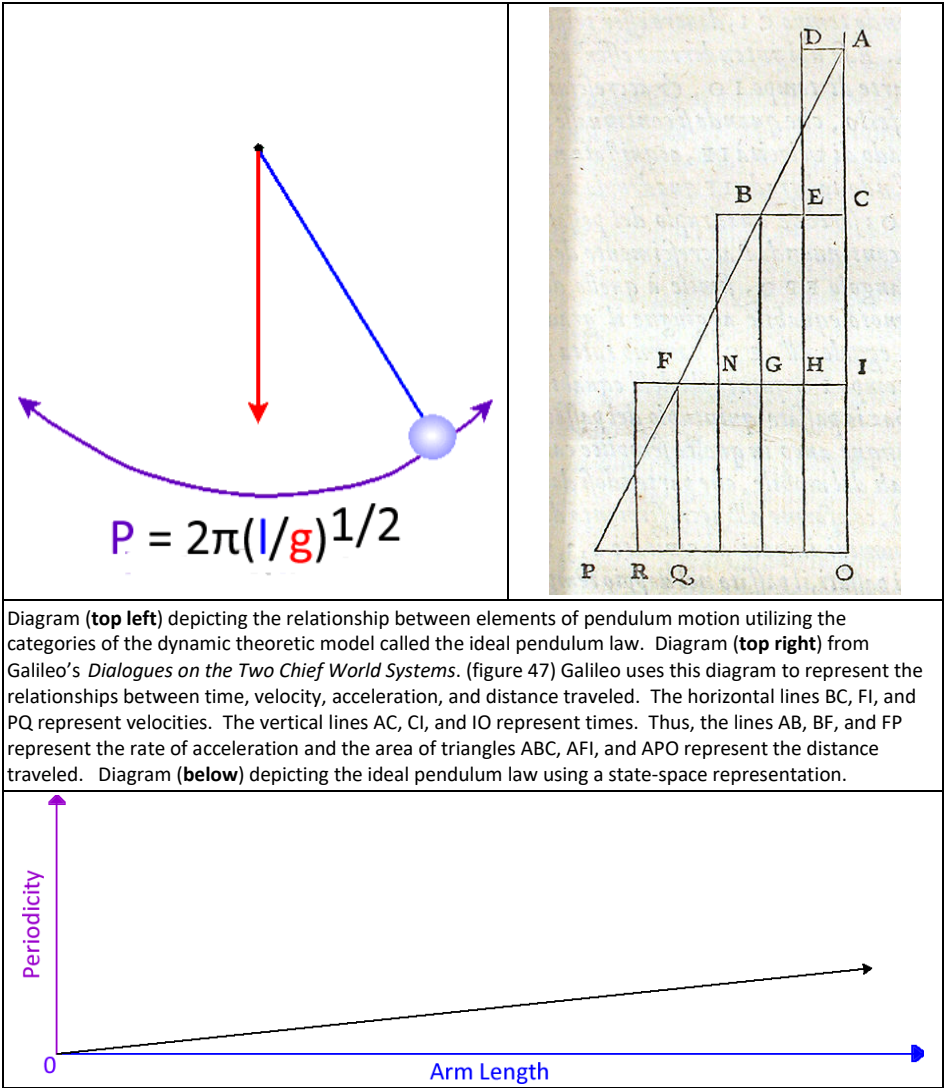 P = 2π(l/g)1/2
D A
B E C
F N G H I
P R Q O
Diagram (top left) depicting the relationship between elements of pendulum motion utilizing the
categories of the dynamic theoretic model called the ideal pendulum law. Diagram (top right) from
Galileo's Dialogues on the Two Chief World Systems. (figure 47) Galileo uses this diagram to represent the
relationships between time, velocity, acceleration, and distance traveled. The horizontal lines BC, FI, and
PQ represent velocities. The vertical lines AC, CI, and IO represent times. Thus, the lines AB, BF, and FP
represent the rate of acceleration and the area of triangles ABC, AFI, and APO represent the distance
traveled. Diagram (below) depicting the ideal pendulum law using a state-space representation.
Periodicity
0
Arm Length